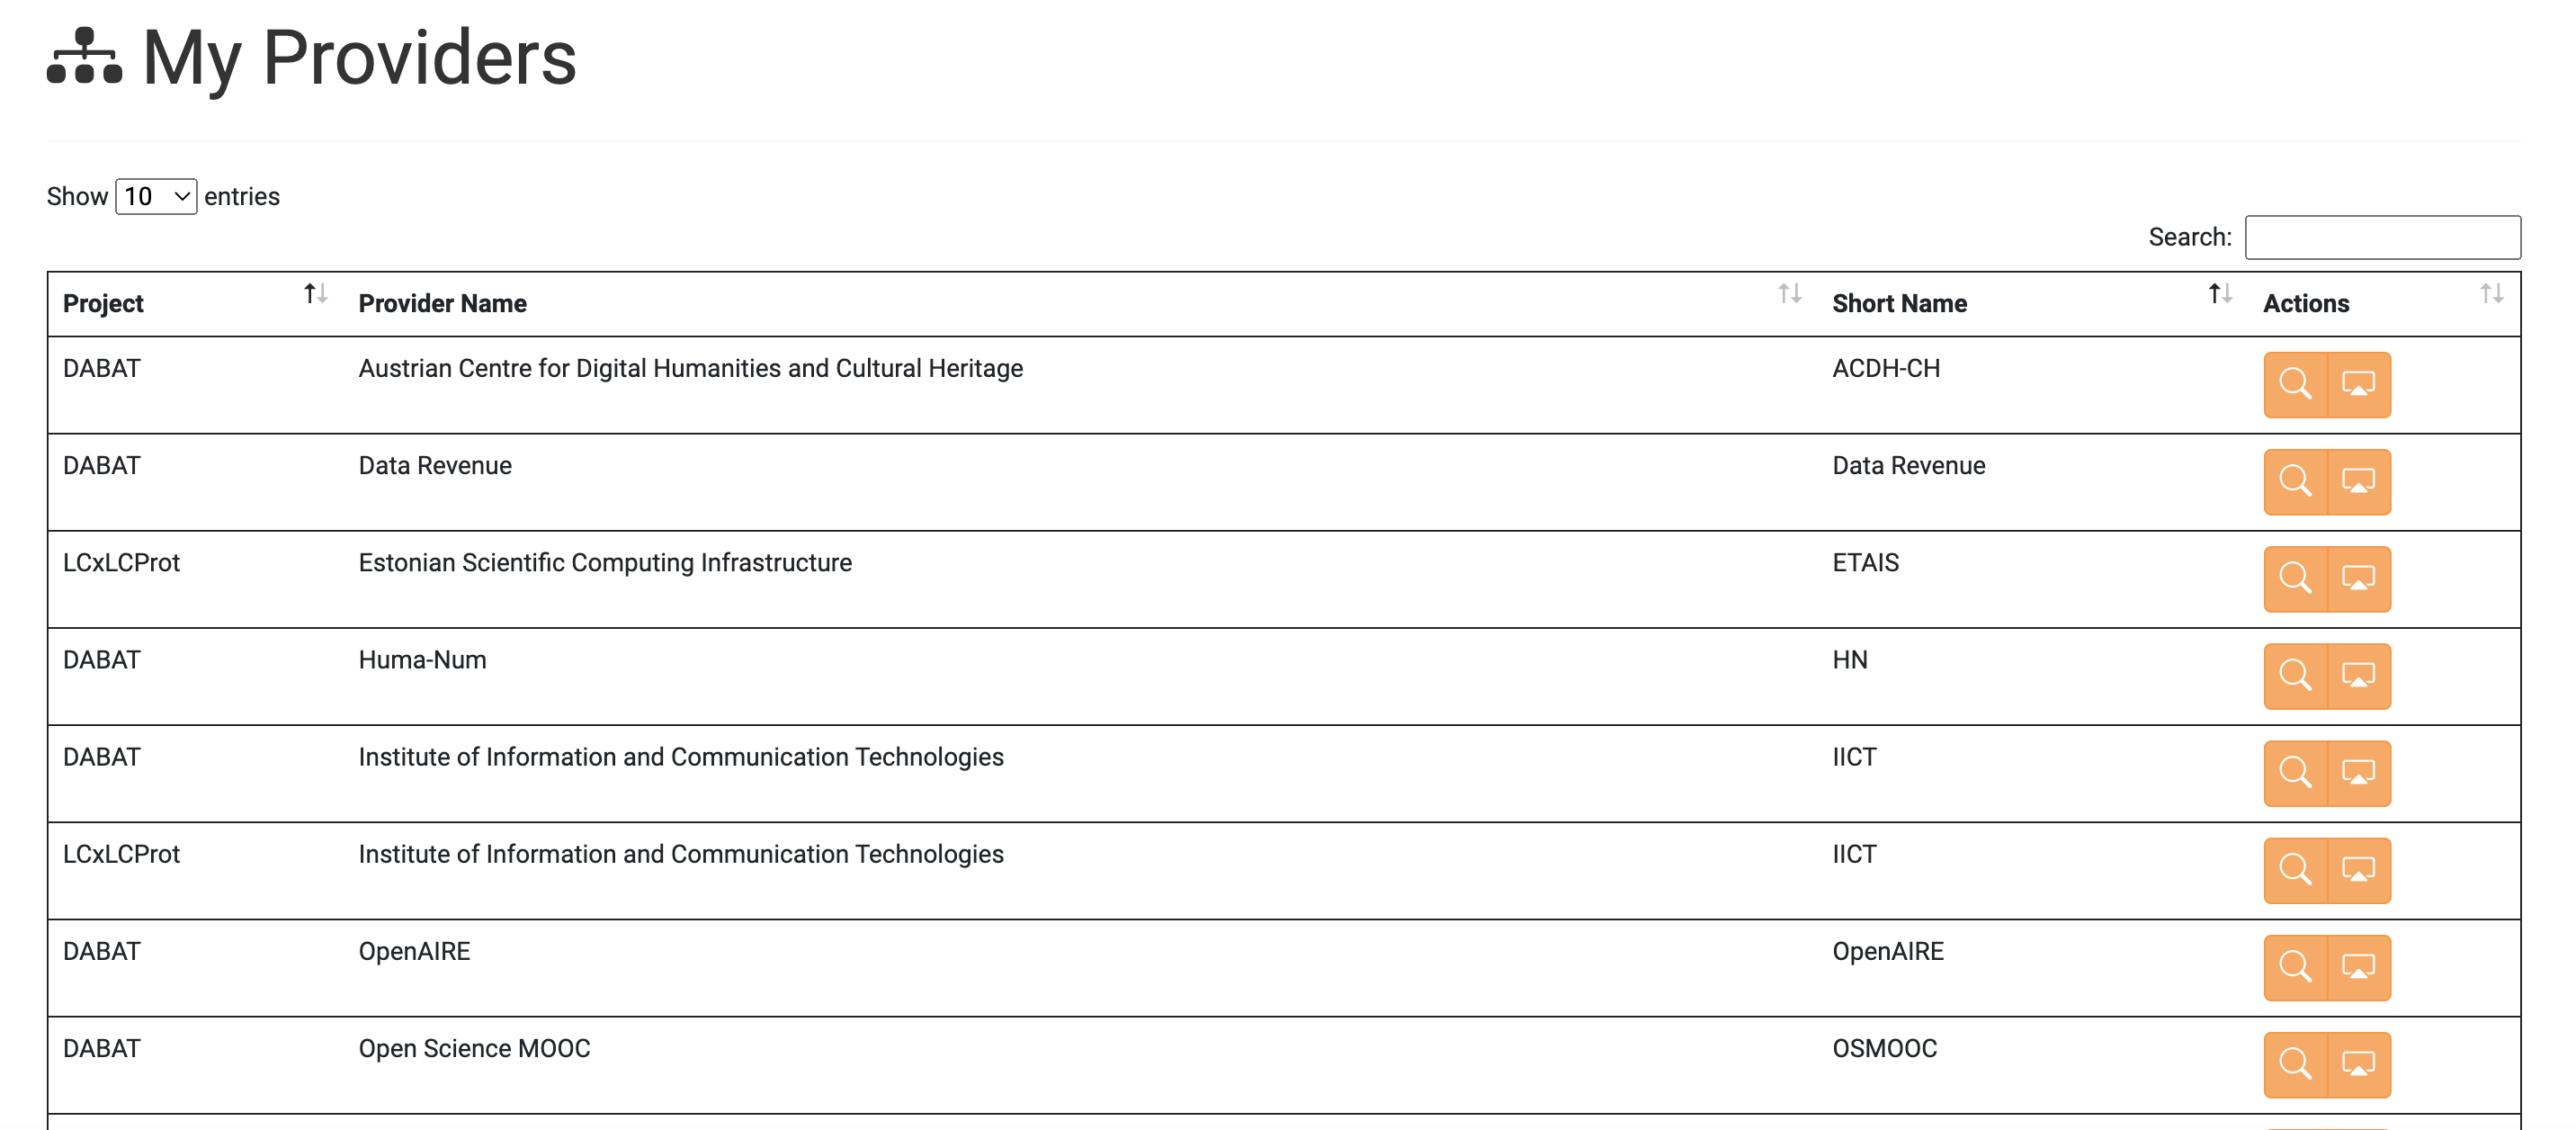 My Providers
Show 10 entries
Search:
Project Provider Name Short Name Actions
DABAT Austrian Centre for Digital Humanities and Cultural Heritage ACDH-CH
DABAT Data Revenue Data Revenue
LCxLCProt Estonian Scientific Computing Infrastructure ETAIS
DABAT Huma-Num HN
DABAT Institute of Information and Communication Technologies IICT
LCxLCProt Institute of Information and Communication Technologies IICT
DABAT OpenAIRE OpenAIRE
DABAT Open Science MOOC OSMOOC